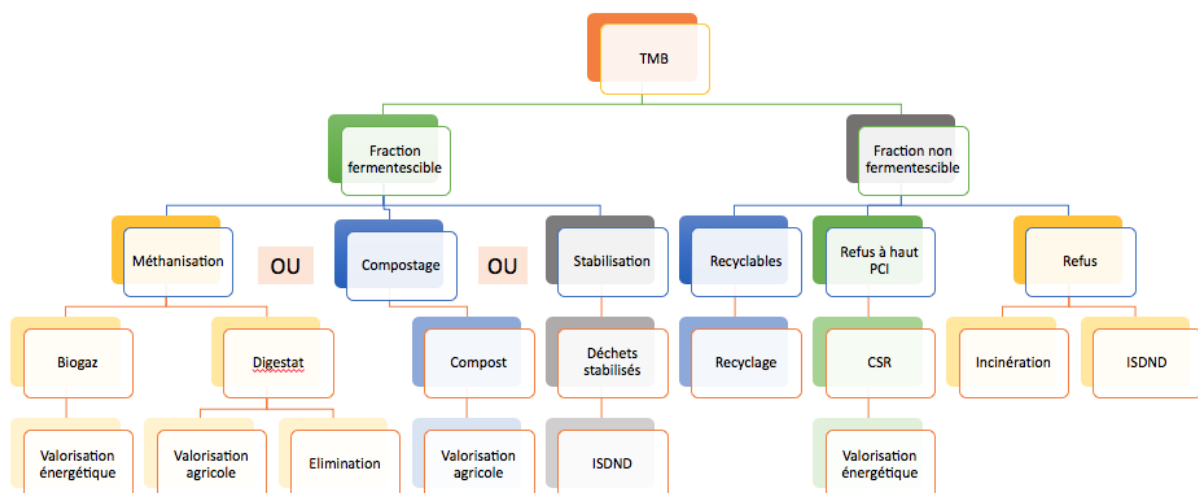 TMB
Fraction
fermentescible
Fraction non
fermentescible
Méthanisation
OU
Compostage
OU
Stabilisation
Recyclables
Refus à haut
PCI
Refus
Biogaz
Digestat
Compost
Déchets
stabilisés
Recyclage
CSR
Incinération
ISDND
Valorisation
énergétique
Valorisation
agricole
Elimination
Valorisation
agricole
ISDND
Valorisation
énergétique